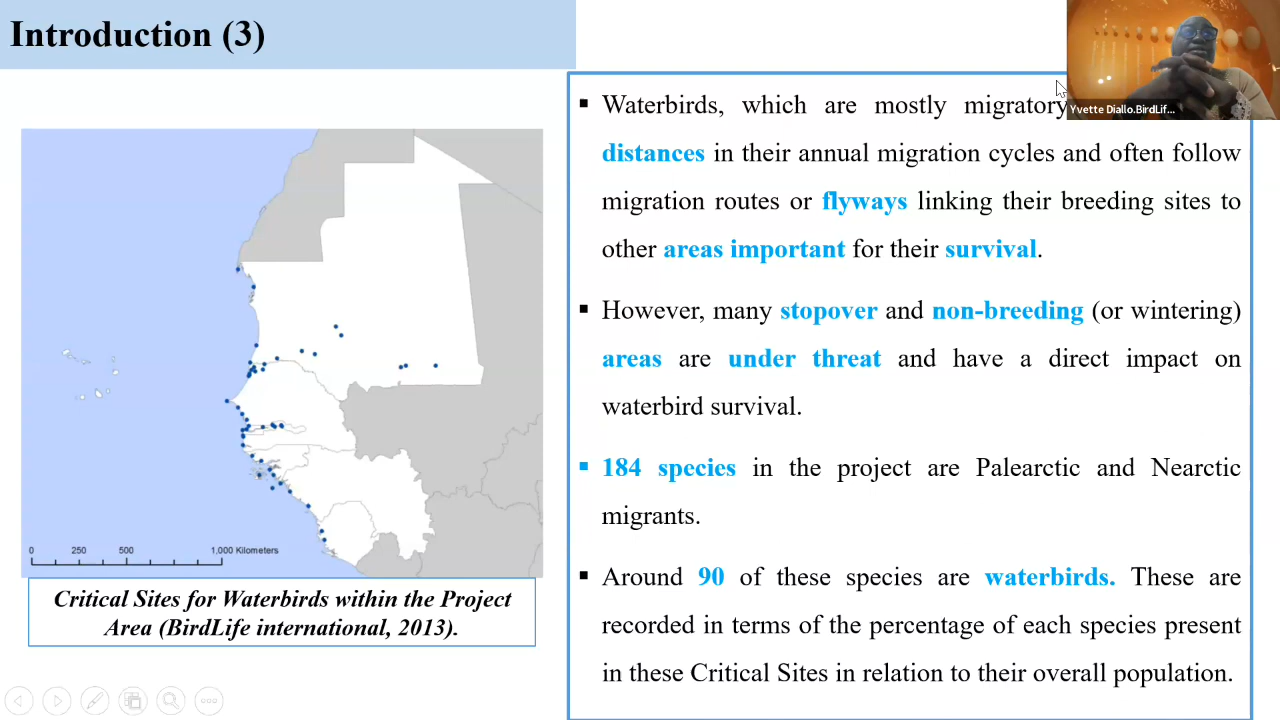 Introduction (3)
Yvette Diallo.BirdLif...
▪ Waterbirds, which are mostly migratory
distances in their annual migration cycles and often follow
migration routes or flyways linking their breeding sites to
other areas important for their survival.
▪ However, many stopover and non-breeding (or wintering)
areas are under threat and have a direct impact on
waterbird survival.
▪ 184 species in the project are Palearctic and Nearctic
migrants.
▪ Around 90 of these species are waterbirds. These are
recorded in terms of the percentage of each species present
in these Critical Sites in relation to their overall population.
0 250 500 1,000 Kilometers
Critical Sites for Waterbirds within the Project
Area (BirdLife international, 2013).